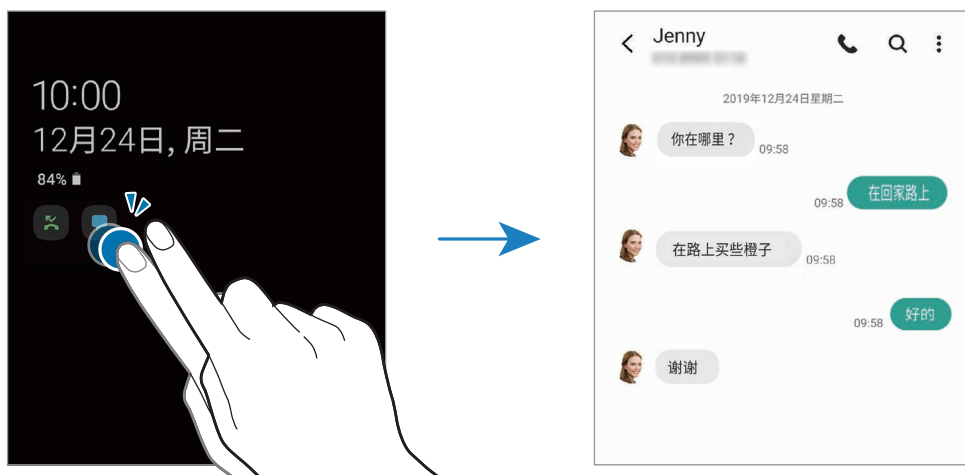 10:00
12月24日, 周二
84%
Jenny
2019年12月24日星期二
你在哪里？
09:58
在回家路上
09:58
在路上买些橙子
09:58
好的
09:58
谢谢